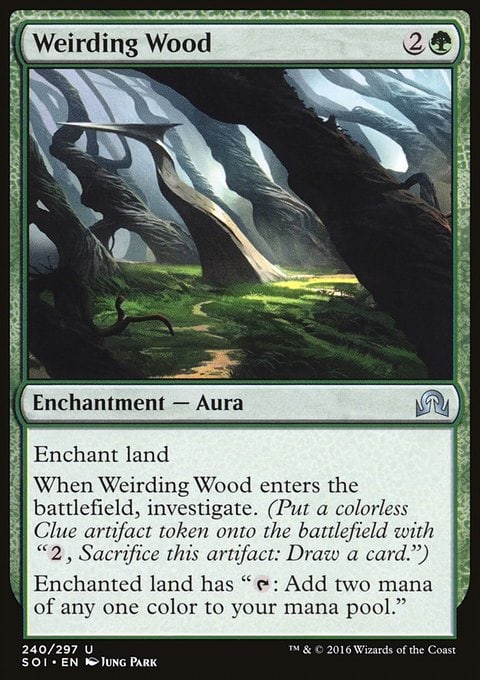 Weirding Wood 2
Enchantment — Aura
Enchant land
When Weirding Wood enters the
battlefield, investigate. (Put a colorless
Clue artifact token onto the battlefield with
“2, Sacrifice this artifact: Draw a card.”)
Enchanted land has “: Add two mana
of any one color to your mana pool.”
240/297 U
SOI • EN Jung Park
™ & © 2016 Wizards of the Coast